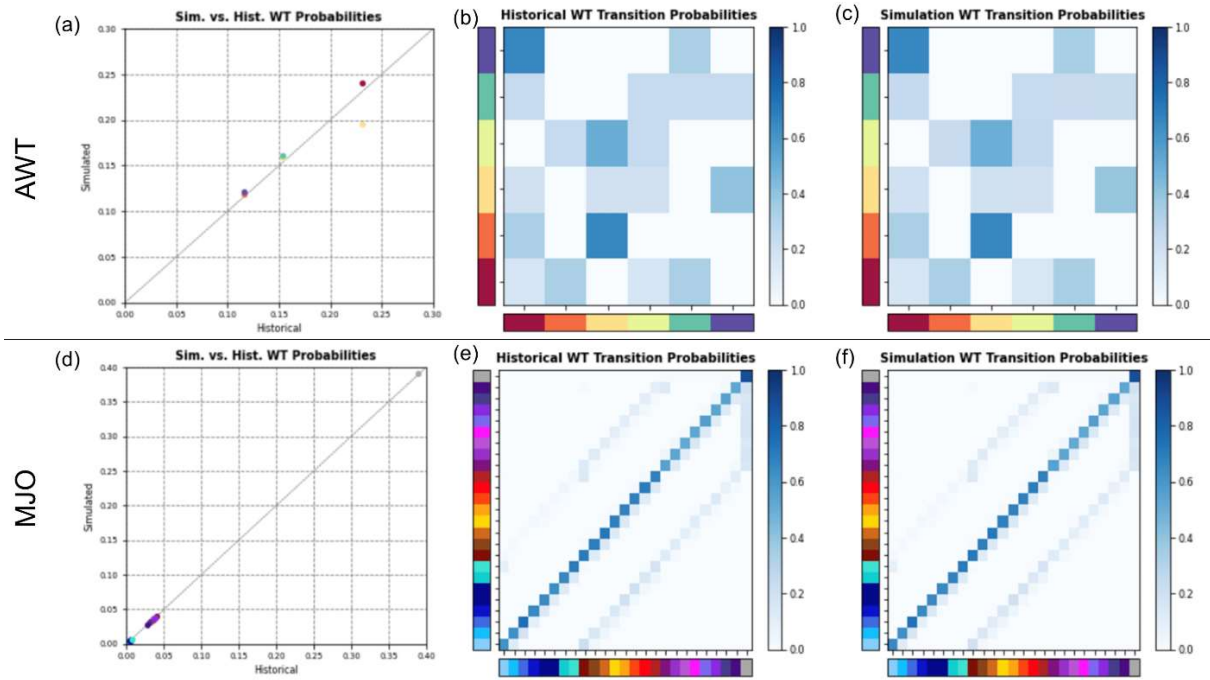 (a)
Sim. vs. Hist. WT Probabilities
0.30
0.25
0.20
0.15
0.10
0.05
0.00
Simulated
0.00 0.05 0.10 0.15 0.20 0.25 0.30
Historical
(b)
Historical WT Transition Probabilities
1.0
0.8
0.6
0.4
0.2
0.0
(c)
Simulation WT Transition Probabilities
1.0
0.8
0.6
0.4
0.2
0.0
AWT
(d)
Sim. vs. Hist. WT Probabilities
0.40
0.35
0.30
0.25
0.20
0.15
0.10
0.05
0.00
Simulated
0.00 0.05 0.10 0.15 0.20 0.25 0.30 0.35 0.40
Historical
(e)
Historical WT Transition Probabilities
1.0
0.8
0.6
0.4
0.2
0.0
(f)
Simulation WT Transition Probabilities
1.0
0.8
0.6
0.4
0.2
0.0
MJO